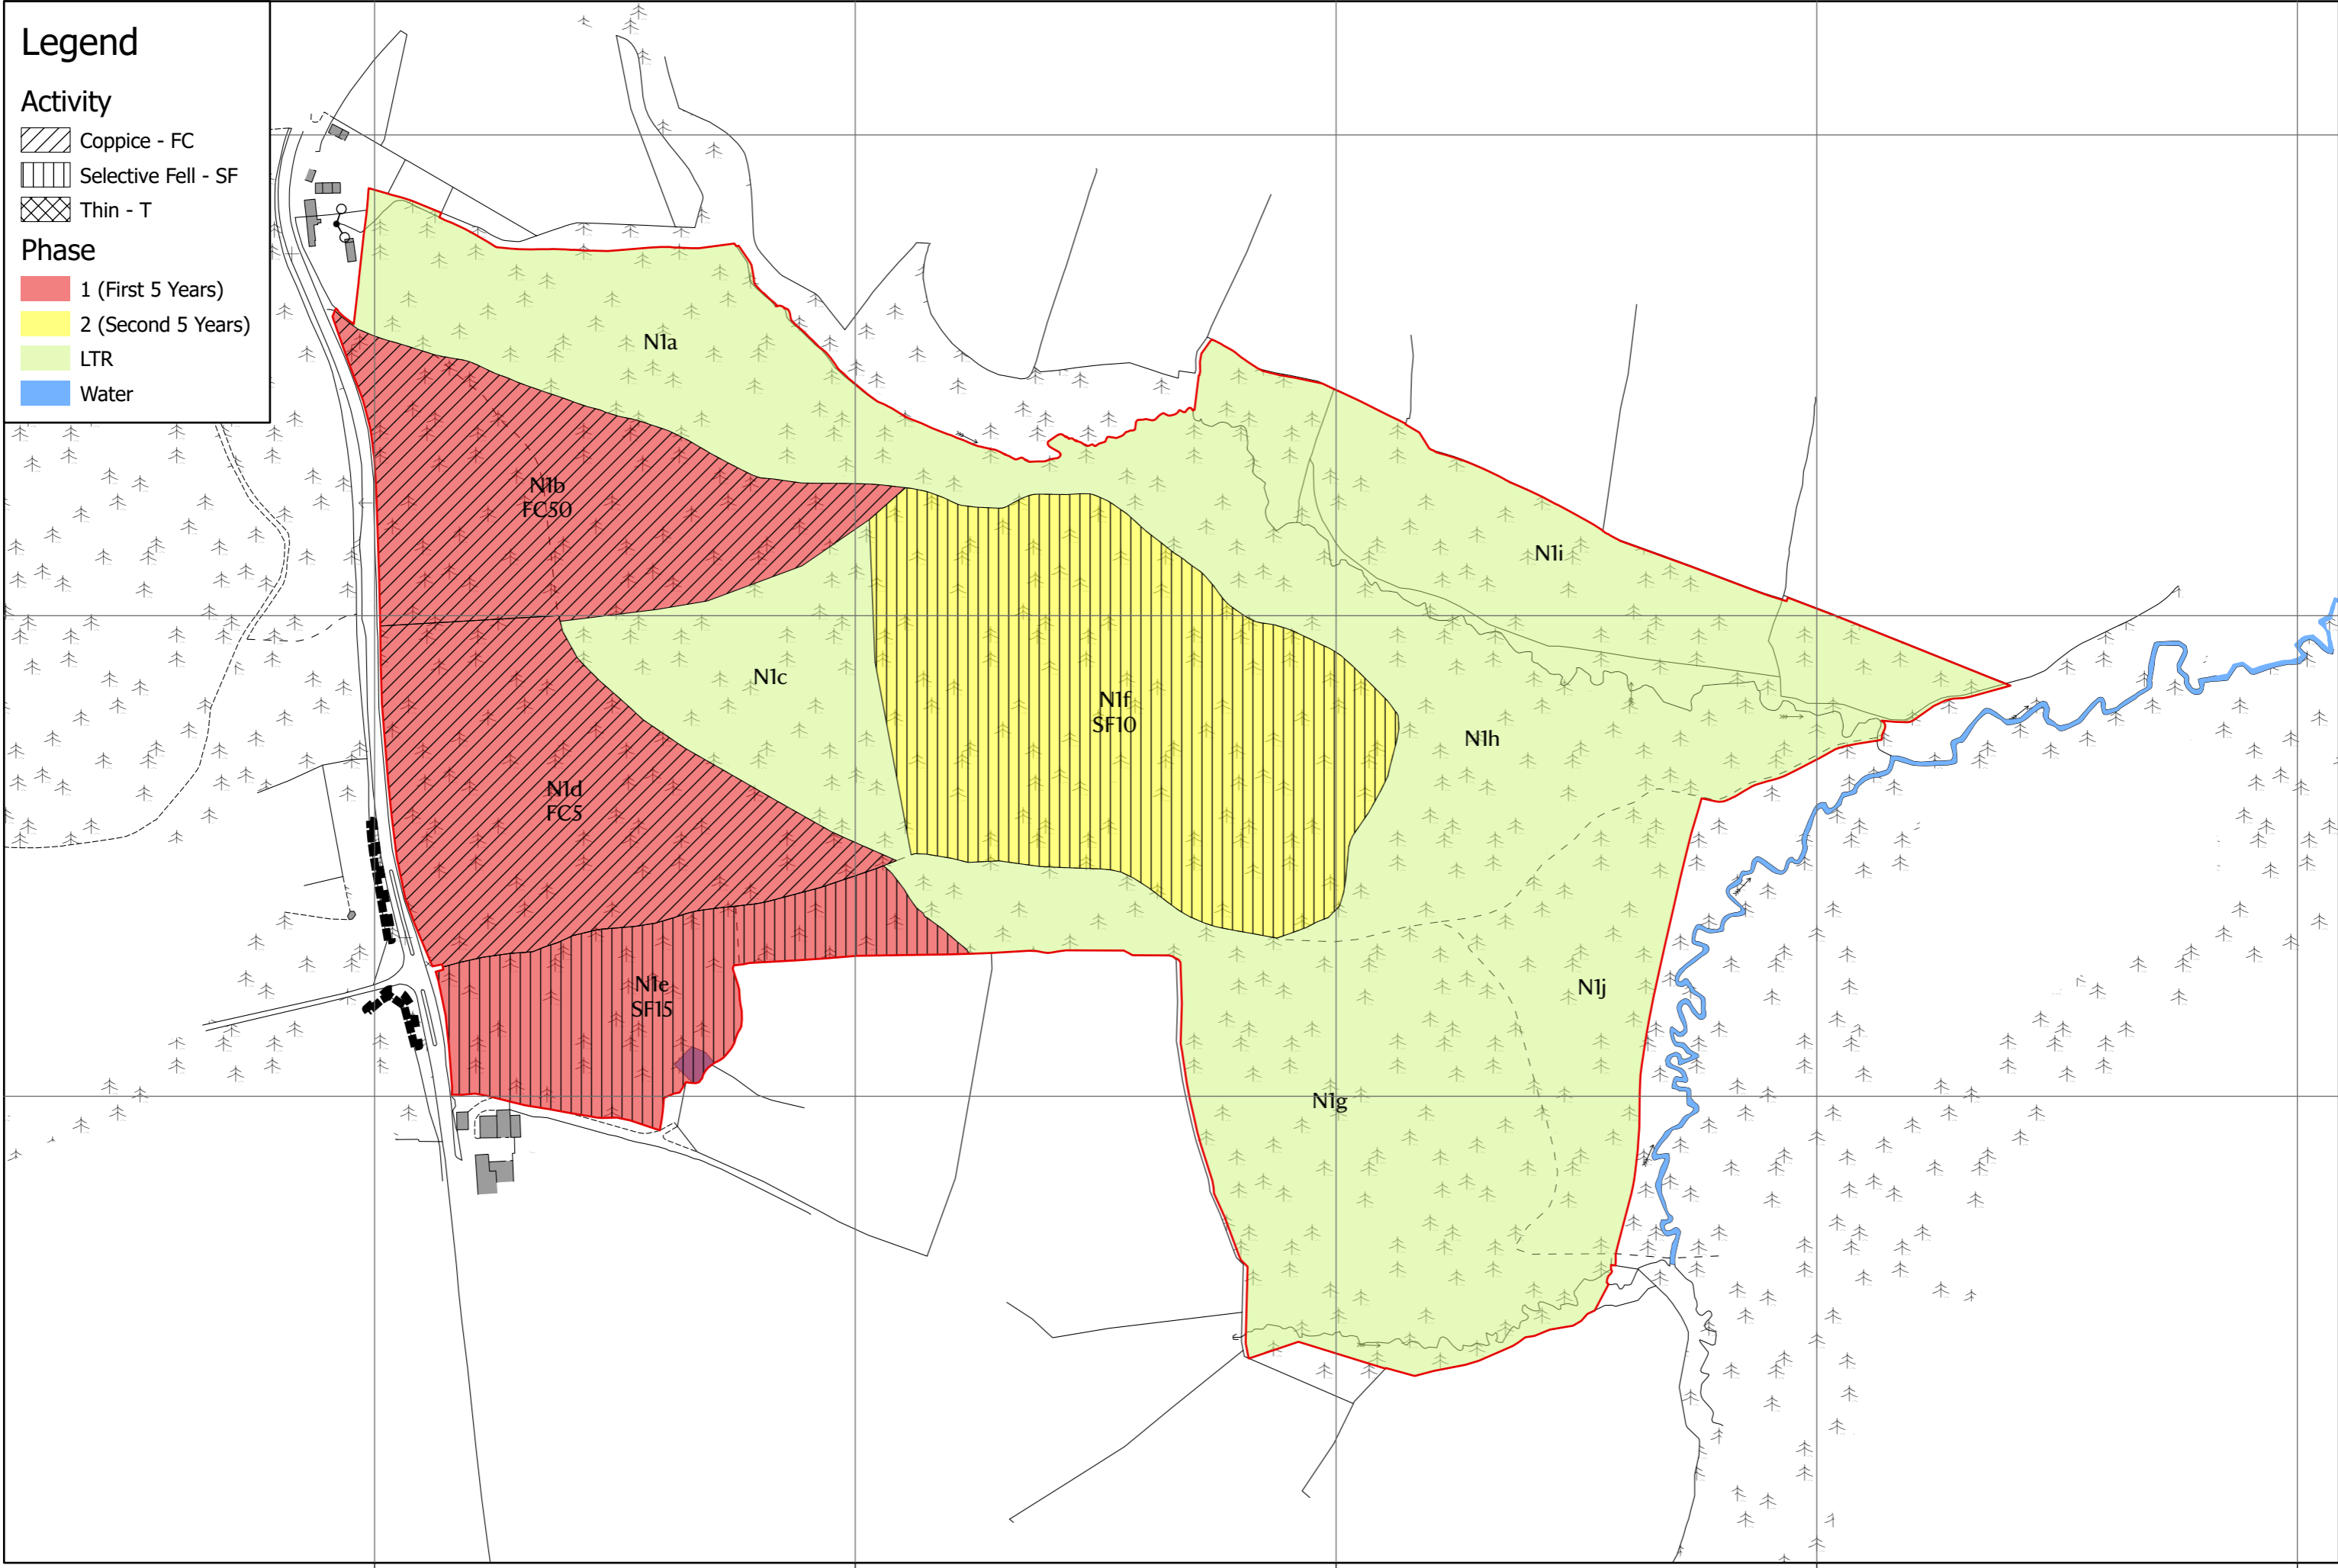 Legend
Activity
Coppice - FC
Selective Fell - SF
Thin - T
Phase
1 (First 5 Years)
2 (Second 5 Years)
LTR
Water
N1a
N1b
FC50
N1i
N1c
N1f
SF10
N1h
N1d
FC5
N1e
SF15
N1j
N1g